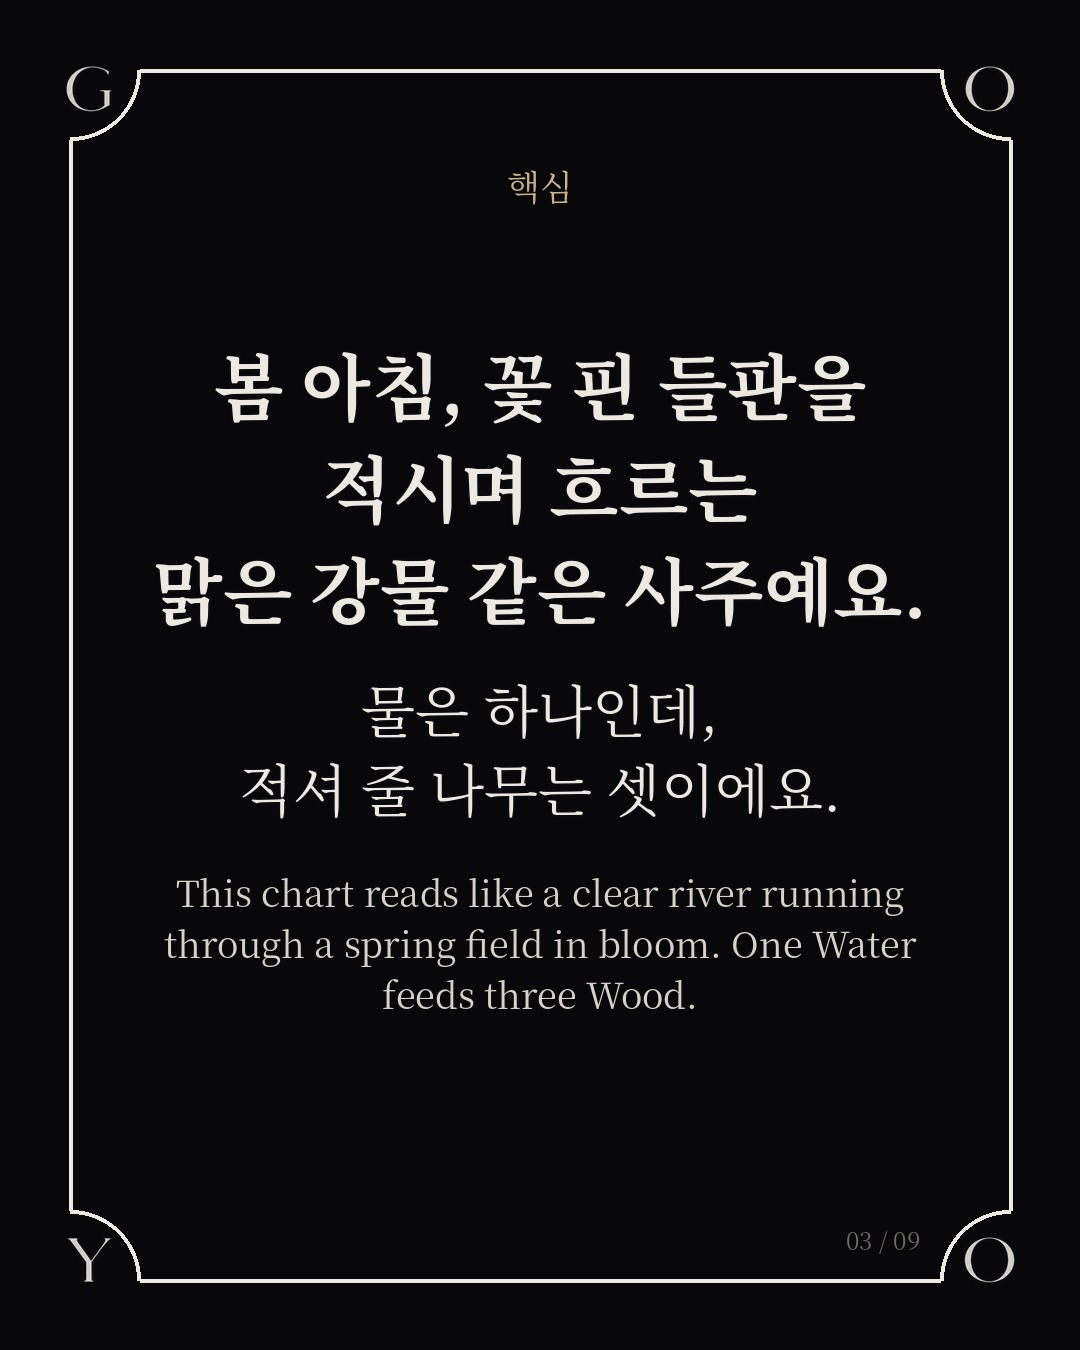 G O
핵심
봄 아침, 꽃 핀 들판을
적시며 흐르는
맑은 강물 같은 사주예요.
물은 하나인데,
적셔 줄 나무는 셋이에요.
This chart reads like a clear river running
through a spring field in bloom. One Water
feeds three Wood.
03 / 09
Y O